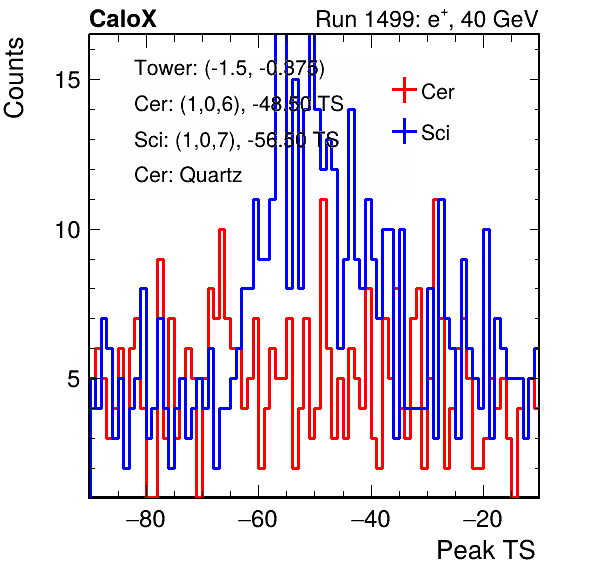 CaloX Run 1499: e+, 40 GeV
Counts
Tower: (-1.5, -0.375)
Cer: (1,0,6), -48.50 TS
Sci: (1,0,7), -56.50 TS
Cer: Quartz
Cer
Sci
15
10
5
−80 −60 −40 −20
Peak TS